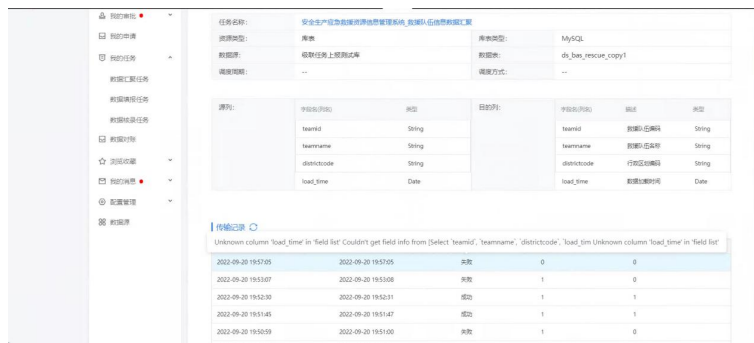 我的审批
我的申请
我的任务
数据汇聚任务
数据填报任务
数据核录任务
数据对账
浏览收藏
我的消息
配置管理
数据源
任务名称: 安全生产应急救援资源信息管理系统_救援队伍信息数据汇聚
资源类型: 库表 库表类型: MySQL
数据源: 级联任务上报测试库 数据表: ds_bas_rescue_copy1
调度周期: -- 调度方式: --
源列: 字段名(列名) 类型 目的列: 字段名(列名) 描述 类型
teamid String teamid 救援队伍编码 String
teamname String teamname 救援队伍名称 String
districtcode String districtcode 行政区划编码 String
load_time Date load_time 数据加载时间 Date
传输记录
Unknown column 'load_time' in 'field list' Couldn't get field info from [Select `teamid`, `teamname`, `districtcode`, `load_tim Unknown column 'load_time' in 'field list'
2022-09-20 19:57:05 2022-09-20 19:57:05 失败 0 0
2022-09-20 19:53:07 2022-09-20 19:53:08 失败 1 0
2022-09-20 19:52:30 2022-09-20 19:52:31 成功 1 1
2022-09-20 19:51:45 2022-09-20 19:51:47 成功 1 1
2022-09-20 19:50:59 2022-09-20 19:51:00 失败 1 0